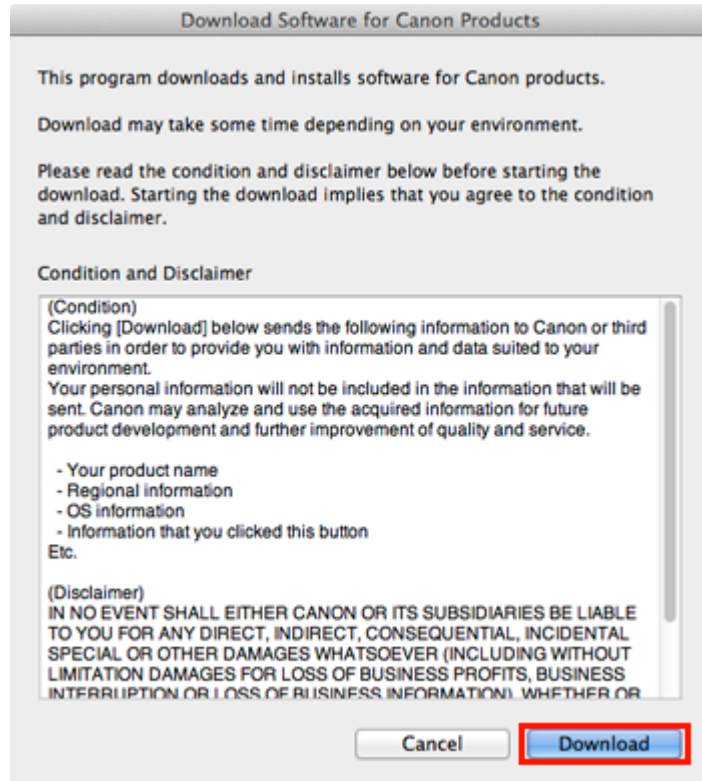 Download Software for Canon Products
This program downloads and installs software for Canon products.
Download may take some time depending on your environment.
Please read the condition and disclaimer below before starting the
download. Starting the download implies that you agree to the condition
and disclaimer.
Condition and Disclaimer
(Condition)
Clicking [Download] below sends the following information to Canon or third
parties in order to provide you with information and data suited to your
environment.
Your personal information will not be included in the information that will be
sent. Canon may analyze and use the acquired information for future
product development and further improvement of quality and service.
- Your product name
- Regional information
- OS information
- Information that you clicked this button
Etc.
(Disclaimer)
IN NO EVENT SHALL EITHER CANON OR ITS SUBSIDIARIES BE LIABLE
TO YOU FOR ANY DIRECT, INDIRECT, CONSEQUENTIAL, INCIDENTAL
SPECIAL OR OTHER DAMAGES WHATSOEVER (INCLUDING WITHOUT
LIMITATION DAMAGES FOR LOSS OF BUSINESS PROFITS, BUSINESS
INTERRUPTION OR LOSS OF BUSINESS INFORMATION), WHETHER OR
Cancel Download